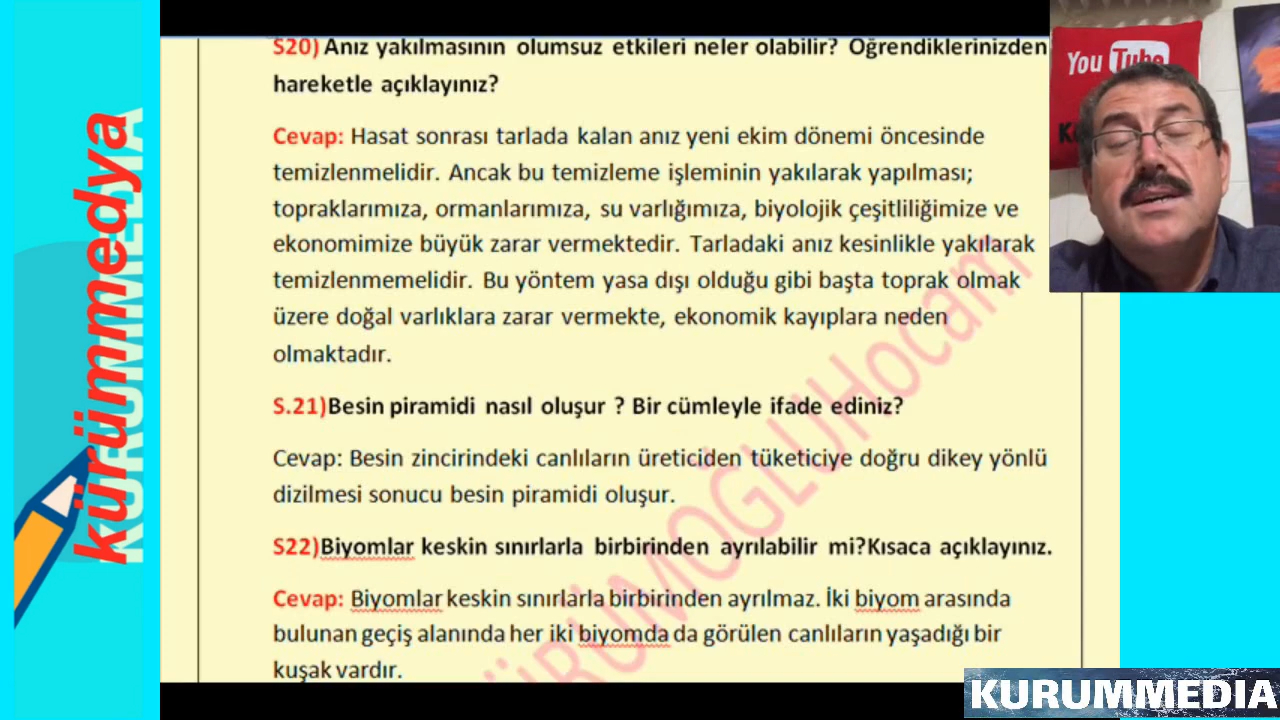 S20) Anız yakılmasının olumsuz etkileri neler olabilir? Öğrendiklerinizden
hareketle açıklayınız?
Cevap: Hasat sonrası tarlada kalan anız yeni ekim dönemi öncesinde
temizlenmelidir. Ancak bu temizleme işleminin yakılarak yapılması;
topraklarımıza, ormanlarımıza, su varlığımıza, biyolojik çeşitliliğimize ve
ekonomimize büyük zarar vermektedir. Tarladaki anız kesinlikle yakılarak
temizlenmemelidir. Bu yöntem yasa dışı olduğu gibi başta toprak olmak
üzere doğal varlıklara zarar vermekte, ekonomik kayıplara neden
olmaktadır.
S.21)Besin piramidi nasıl oluşur ? Bir cümleyle ifade ediniz?
Cevap: Besin zincirindeki canlıların üreticiden tüketiciye doğru dikey yönlü
dizilmesi sonucu besin piramidi oluşur.
S22)Biyomlar keskin sınırlarla birbirinden ayrılabilir mi?Kısaca açıklayınız.
Cevap: Biyomlar keskin sınırlarla birbirinden ayrılmaz. İki biyom arasında
bulunan geçiş alanında her iki biyomda da görülen canlıların yaşadığı bir
kuşak vardır.
kürümmedya
KURUMMEDIA
KÜRÜMOĞLUHocam
You Tube
KURUMMEDIA